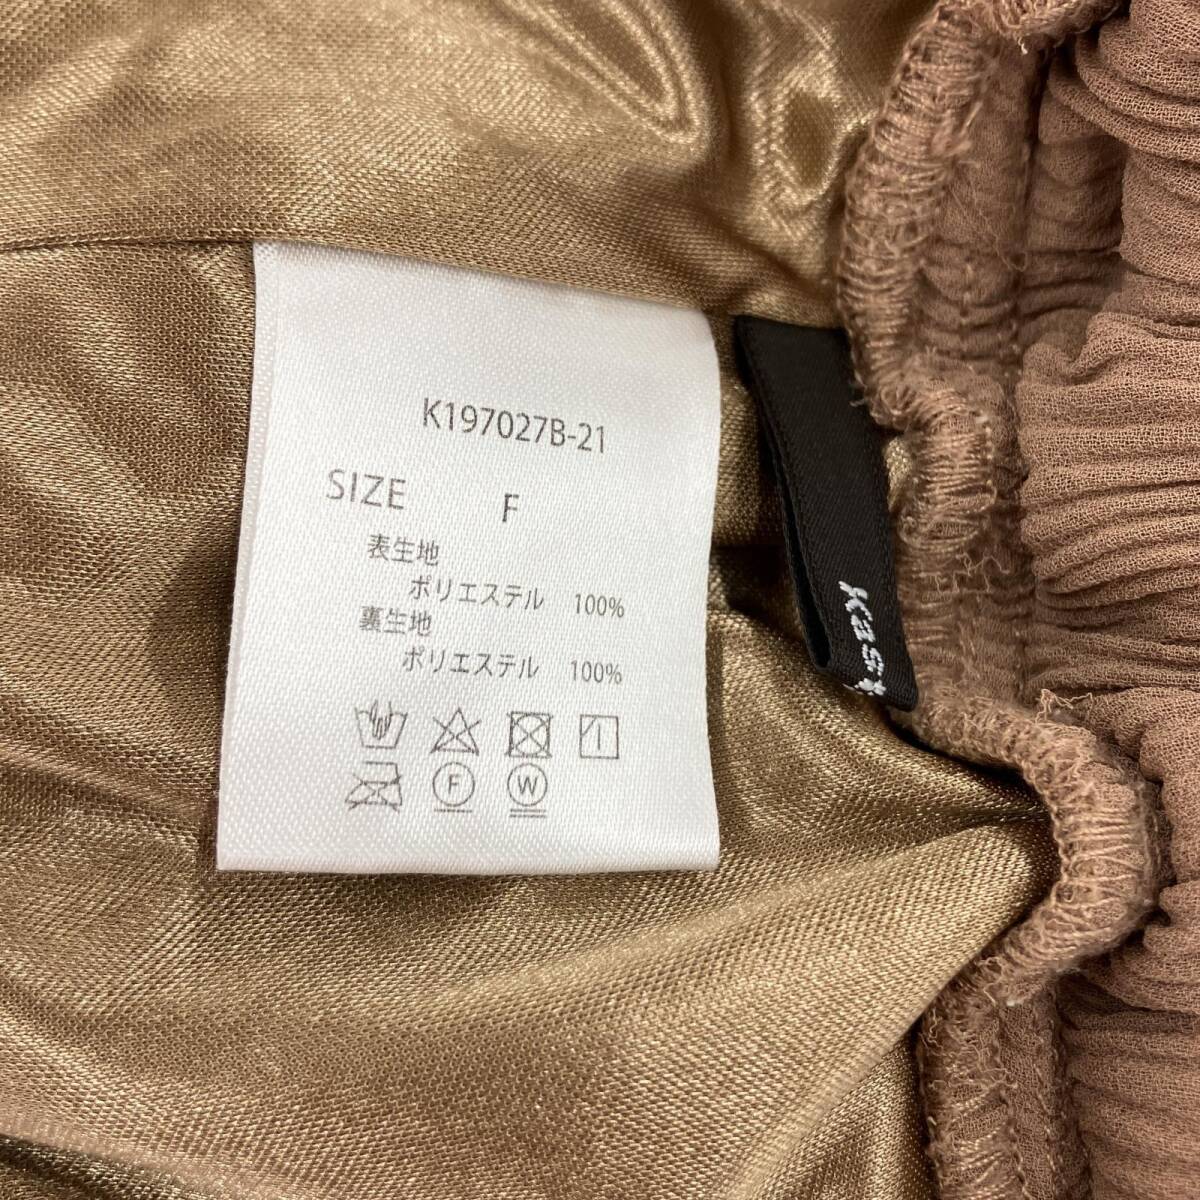 K197027B-21
SIZE F
表生地
ポリエステル 100%
裏生地
ポリエステル 100%
F W